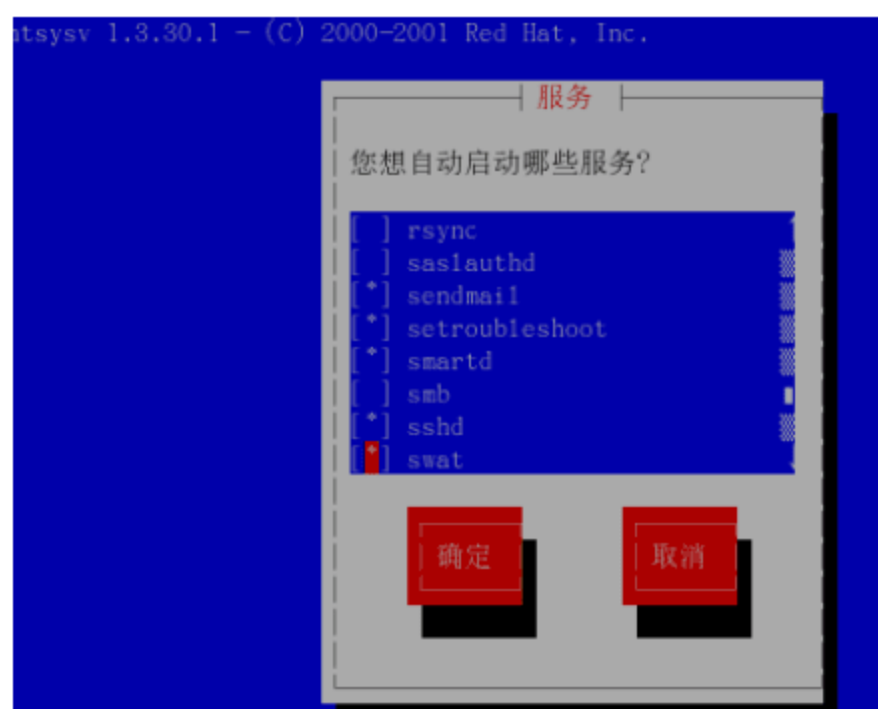 ntsysv 1.3.30.1 - (C) 2000-2001 Red Hat, Inc.
服务
您想自动启动哪些服务?
[ ] rsync
[ ] saslauthd
[*] sendmail
[*] setroubleshoot
[*] smartd
[ ] smb
[*] sshd
[*] swat
确定 取消